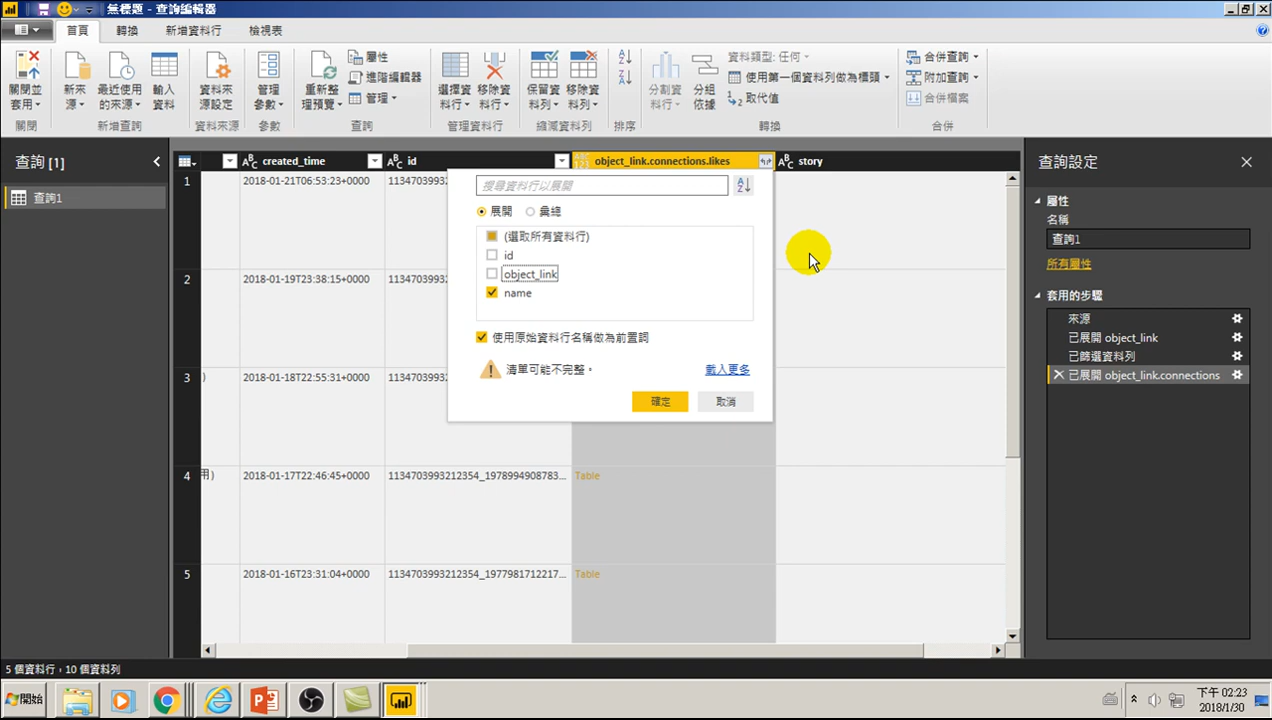 無標題 - 查詢編輯器
首頁 轉換 新增資料行 檢視表
關閉並套用 新來源 最近使用的來源 輸入資料 資料來源設定 管理參數 重新整理預覽 屬性 進階編輯器 管理 選擇資料行 移除資料行 保留資料列 移除資料列 分割資料行 分組依據 資料類型: 任何 使用第一個資料列做為標頭 取代值 合併查詢 附加查詢 合併檔案
關閉 新增查詢 資料來源 參數 查詢 管理資料行 縮減資料列 排序 轉換 合併
查詢 [1]
查詢1
created_time id object_link.connections.likes story
ABC
123
1 2018-01-21T06:53:23+0000 1134703993
2 2018-01-19T23:38:15+0000 1134703993
3 ) 2018-01-18T22:55:31+0000 1134703993
4 用) 2018-01-17T22:46:45+0000 1134703993212354_1978994908783... Table
5 2018-01-16T23:31:04+0000 1134703993212354_1977981712217... Table
搜尋資料行以展開
展開 彙總
(選取所有資料行)
id
object_link
name
使用原始資料行名稱做為前置詞
清單可能不完整。 載入更多
確定 取消
查詢設定
屬性
名稱
查詢1
所有屬性
套用的步驟
來源
已展開 object_link
已篩選資料列
已展開 object_link.connections
5 個資料行，10 個資料列
開始
下午 02:23
2018/1/30